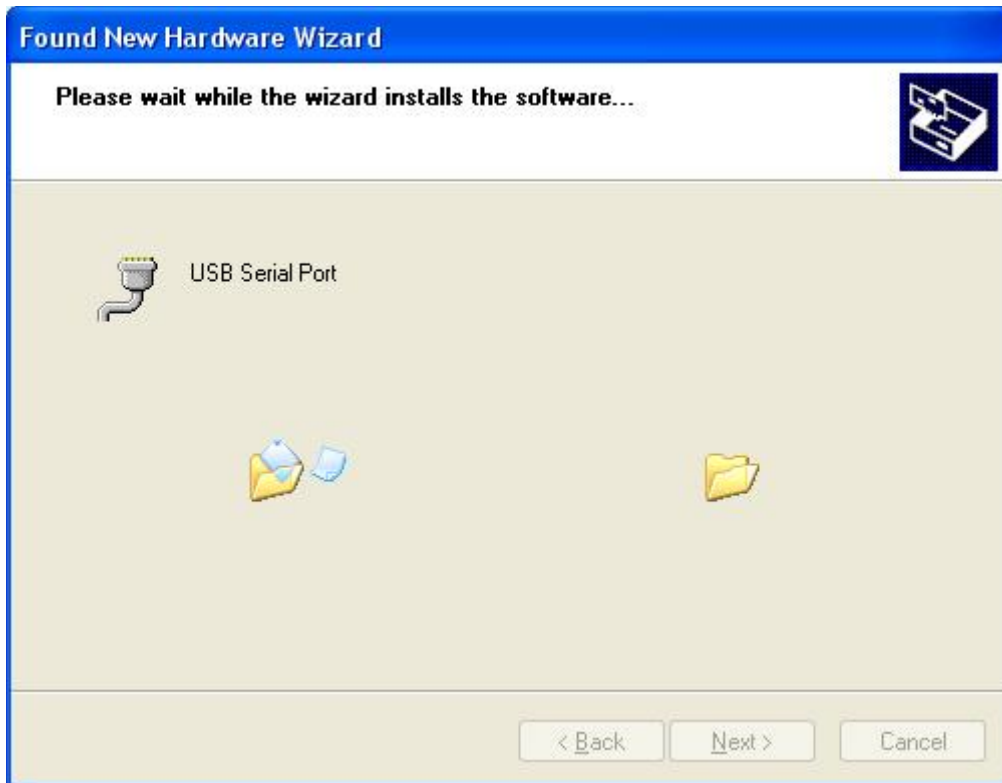 Found New Hardware Wizard
Please wait while the wizard installs the software...
USB Serial Port
< Back
Next >
Cancel